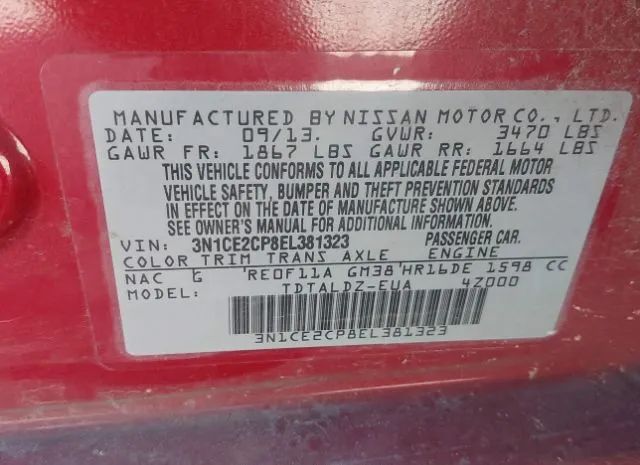 MANUFACTURED BY NISSAN MOTOR CO., LTD.
DATE: 09/13. GVWR: 3470 LBS
GAWR FR: 1867 LBS GAWR RR: 1664 LBS
THIS VEHICLE CONFORMS TO ALL APPLICABLE FEDERAL MOTOR
VEHICLE SAFETY, BUMPER AND THEFT PREVENTION STANDARDS
IN EFFECT ON THE DATE OF MANUFACTURE SHOWN ABOVE.
SEE OWNER'S MANUAL FOR ADDITIONAL INFORMATION.
VIN: 3N1CE2CP8EL381323 PASSENGER CAR.
COLOR TRIM TRANS AXLE ENGINE
NAC G RE0F11A GM38 HR16DE 1598 CC
MODEL: TDTALDZ-EUA 4Z000
3N1CE2CP8EL381323